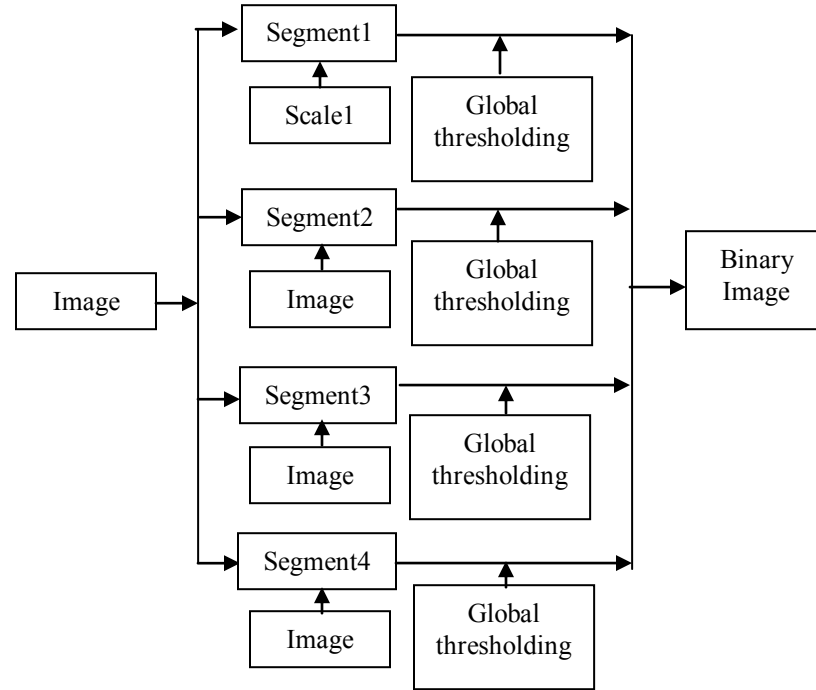 Segment1
Scale1
Global
thresholding
Segment2
Image
Global
thresholding
Image
Binary
Image
Segment3
Image
Global
thresholding
Segment4
Image
Global
thresholding